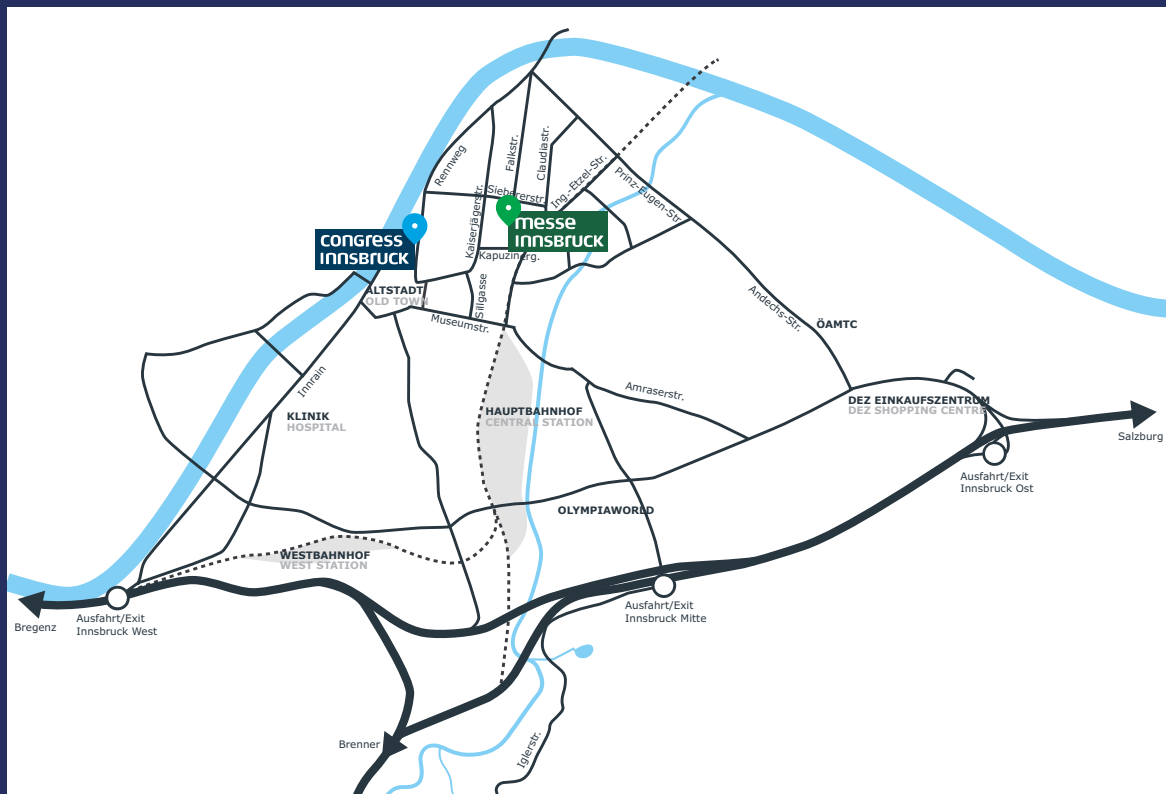 Rennweg
Falkstr.
Claudiastr.
Ing.-Etzel-Str.
Prinz-Eugen-Str.
Siebererstr.
Kaiserjägerstr.
messe
INNSBRUCK
congress
INNSBRUCK
Kapuzinerg.
Sillgasse
ALTSTADT
OLD TOWN
Museumstr.
Andechs-Str.
ÖAMTC
Innrain
Amraserstr.
KLINIK
HOSPITAL
HAUPTBAHNHOF
CENTRAL STATION
DEZ EINKAUFSZENTRUM
DEZ SHOPPING CENTRE
Salzburg
Ausfahrt/Exit
Innsbruck Ost
OLYMPIAWORLD
WESTBAHNHOF
WEST STATION
Bregenz
Ausfahrt/Exit
Innsbruck West
Ausfahrt/Exit
Innsbruck Mitte
Brenner
Iglerstr.